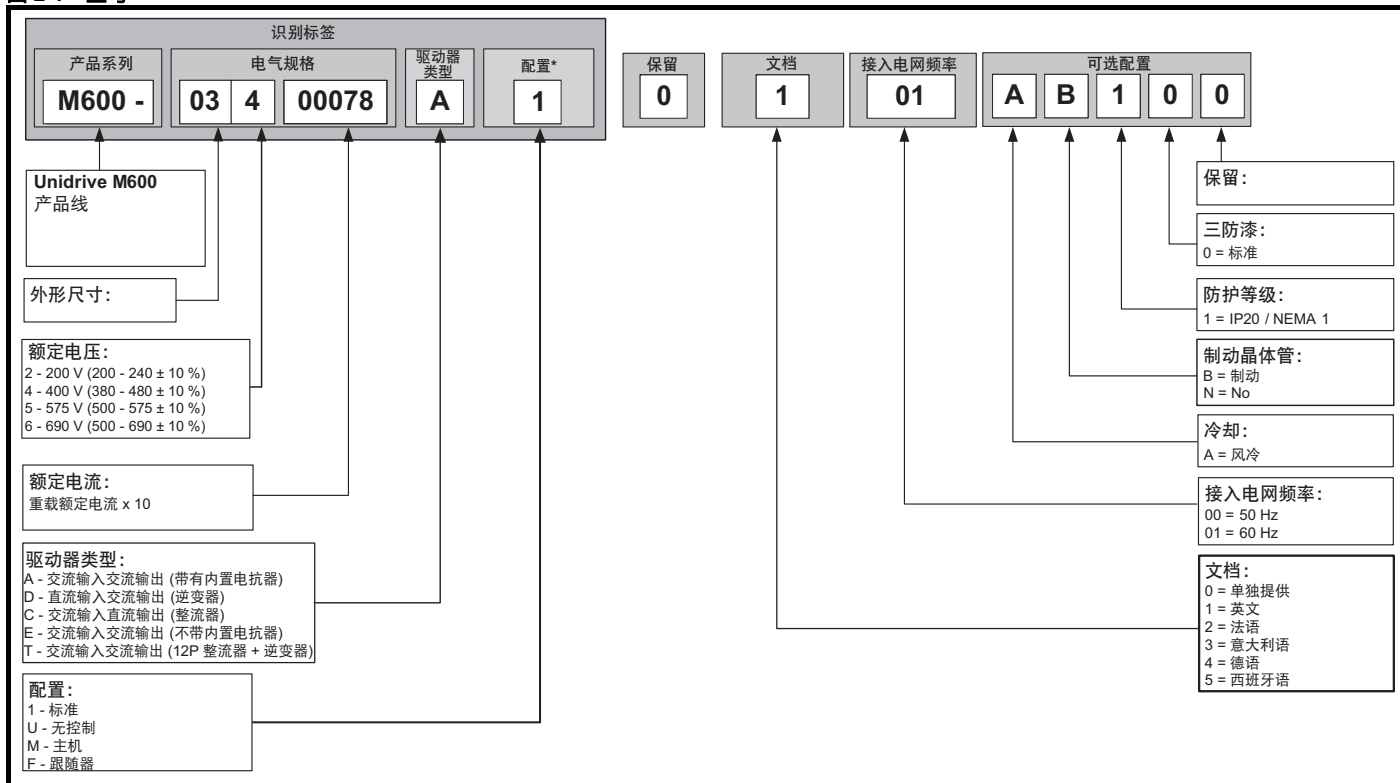 识别标签
产品系列
电气规格
驱动器
类型
配置*
保留
文档
接入电网频率
可选配置
M600 -
03
4
00078
A
1
0
1
01
A
B
1
0
0
Unidrive M600
产品线
外形尺寸：
额定电压：
2 - 200 V (200 - 240 ± 10 %)
4 - 400 V (380 - 480 ± 10 %)
5 - 575 V (500 - 575 ± 10 %)
6 - 690 V (500 - 690 ± 10 %)
额定电流：
重载额定电流 x 10
驱动器类型：
A - 交流输入交流输出 (带有内置电抗器)
D - 直流输入交流输出 (逆变器)
C - 交流输入直流输出 (整流器)
E - 交流输入交流输出 (不带内置电抗器)
T - 交流输入交流输出 (12P 整流器 + 逆变器)
配置：
1 - 标准
U - 无控制
M - 主机
F - 跟随器
保留：
三防漆：
0 = 标准
防护等级：
1 = IP20 / NEMA 1
制动晶体管：
B = 制动
N = No
冷却：
A = 风冷
接入电网频率：
00 = 50 Hz
01 = 60 Hz
文档：
0 = 单独提供
1 = 英文
2 = 法语
3 = 意大利语
4 = 德语
5 = 西班牙语